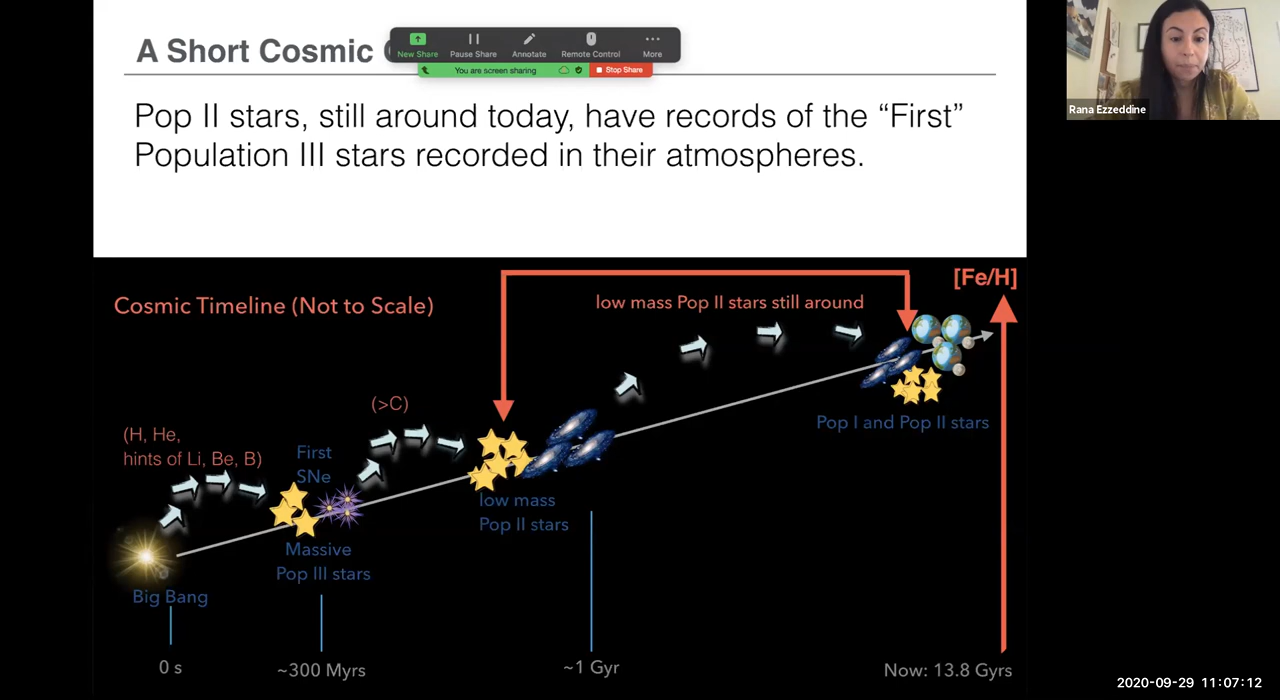 A Short Cosmic
New Share
Pause Share
Annotate
Remote Control
More
You are screen sharing
Stop Share
Rana Ezzeddine
Pop II stars, still around today, have records of the “First”
Population III stars recorded in their atmospheres.
[Fe/H]
Cosmic Timeline (Not to Scale)
low mass Pop II stars still around
(>C)
(H, He,
hints of Li, Be, B)
First
SNe
Pop I and Pop II stars
low mass
Pop II stars
Massive
Pop III stars
Big Bang
0 s
~300 Myrs
~1 Gyr
Now: 13.8 Gyrs
2020-09-29 11:07:12